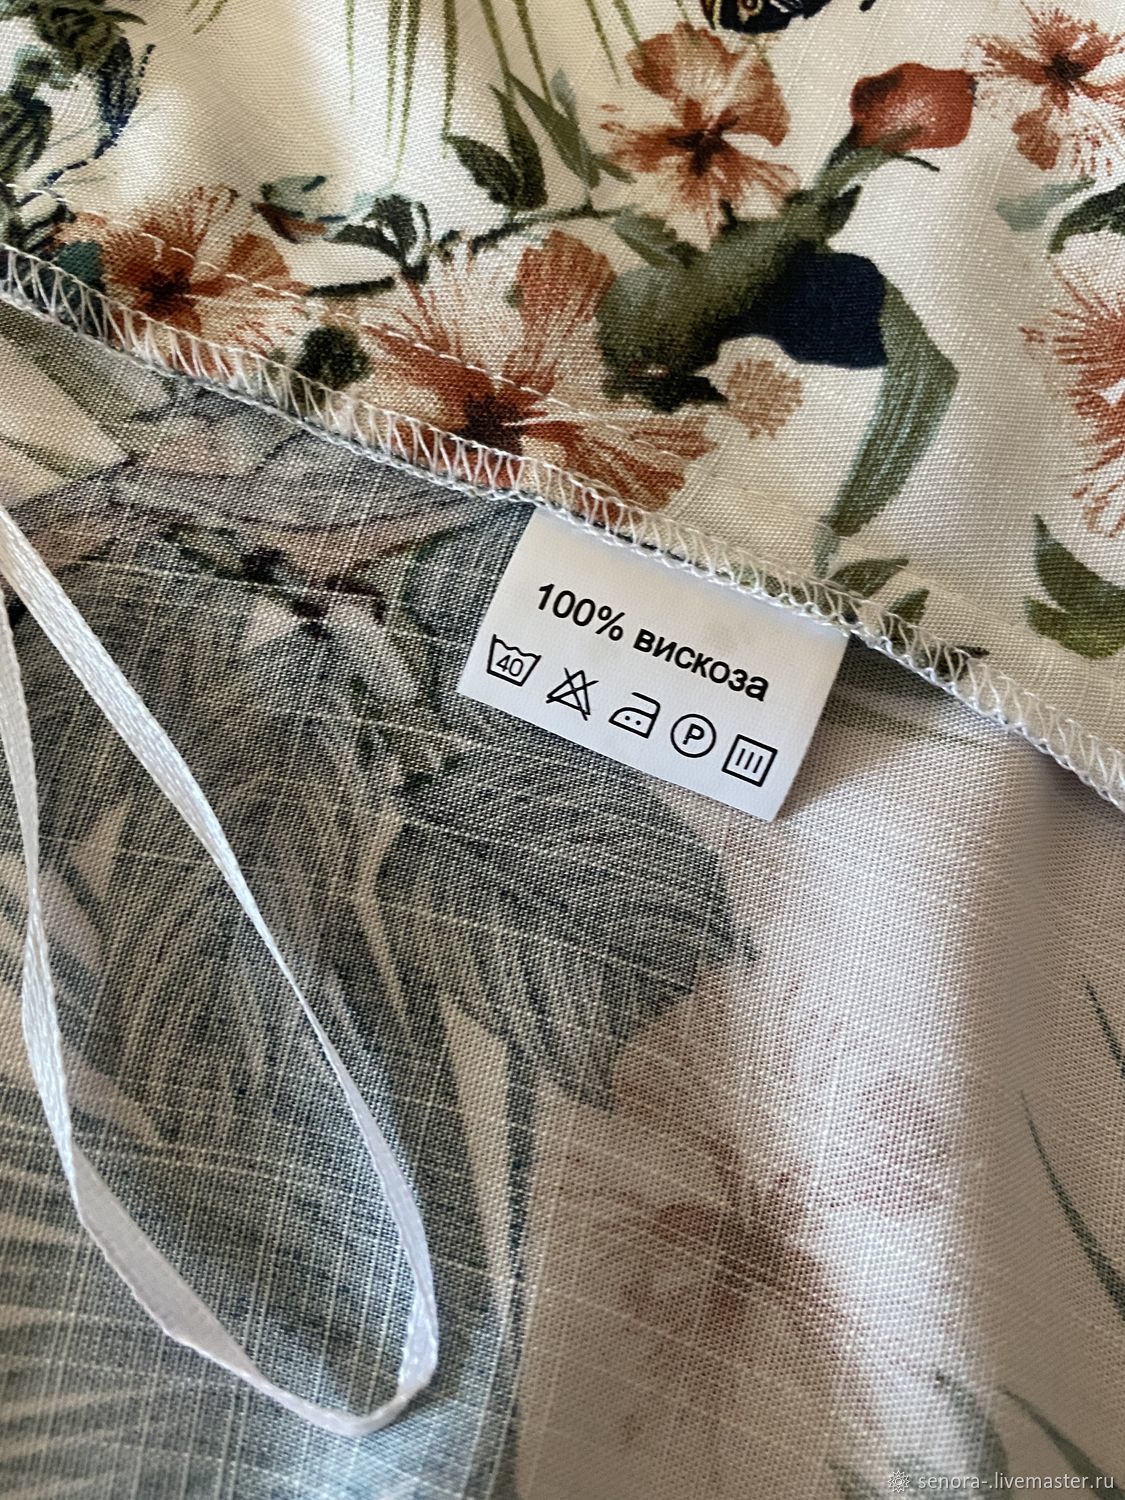 100% вискоза
40
P
senora-.livemaster.ru